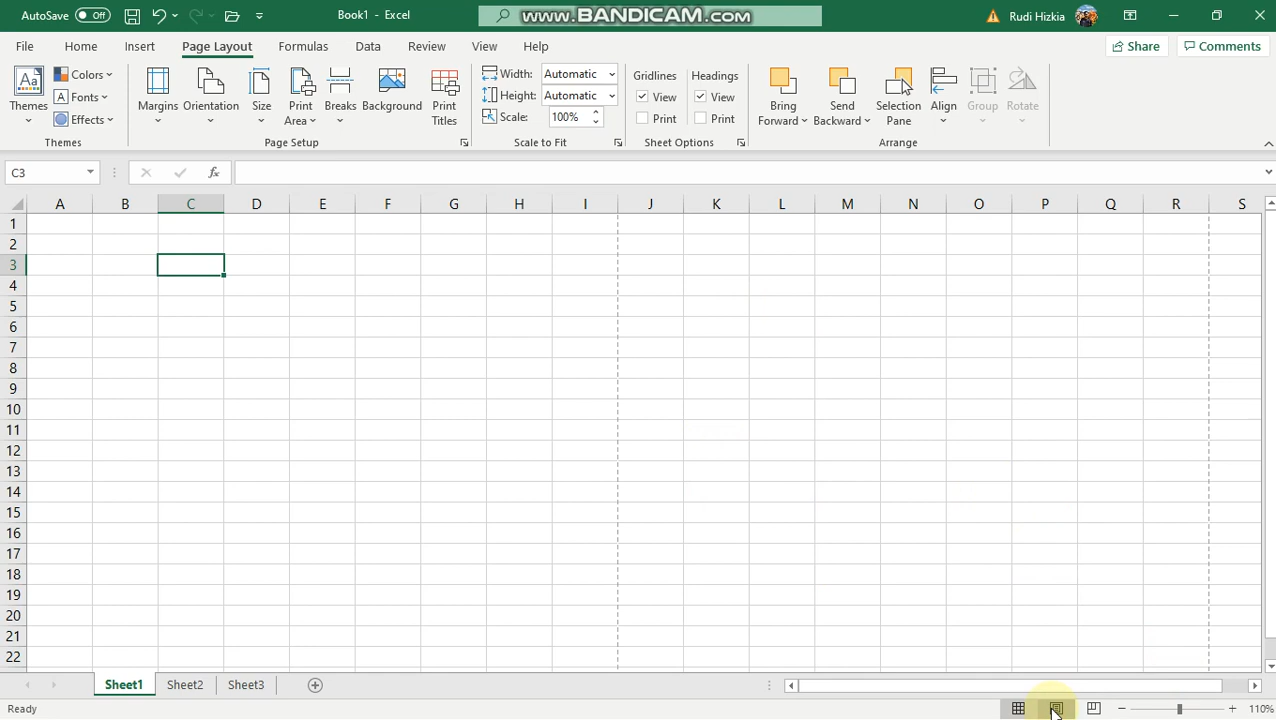 AutoSave Off Book1 - Excel www.BANDICAM.com Rudi Hizkia
File Home Insert Page Layout Formulas Data Review View Help Share Comments
Themes Colors Fonts Effects
Themes
Margins Orientation Size Print Area Breaks Background Print Titles
Page Setup
Width: Automatic
Height: Automatic
Scale: 100%
Scale to Fit
Gridlines Headings
View View
Print Print
Sheet Options
Bring Forward Send Backward Selection Pane Align Group Rotate
Arrange
C3 fx
A B C D E F G H I J K L M N O P Q R S
1
2
3
4
5
6
7
8
9
10
11
12
13
14
15
16
17
18
19
20
21
22
Sheet1 Sheet2 Sheet3
Ready 110%